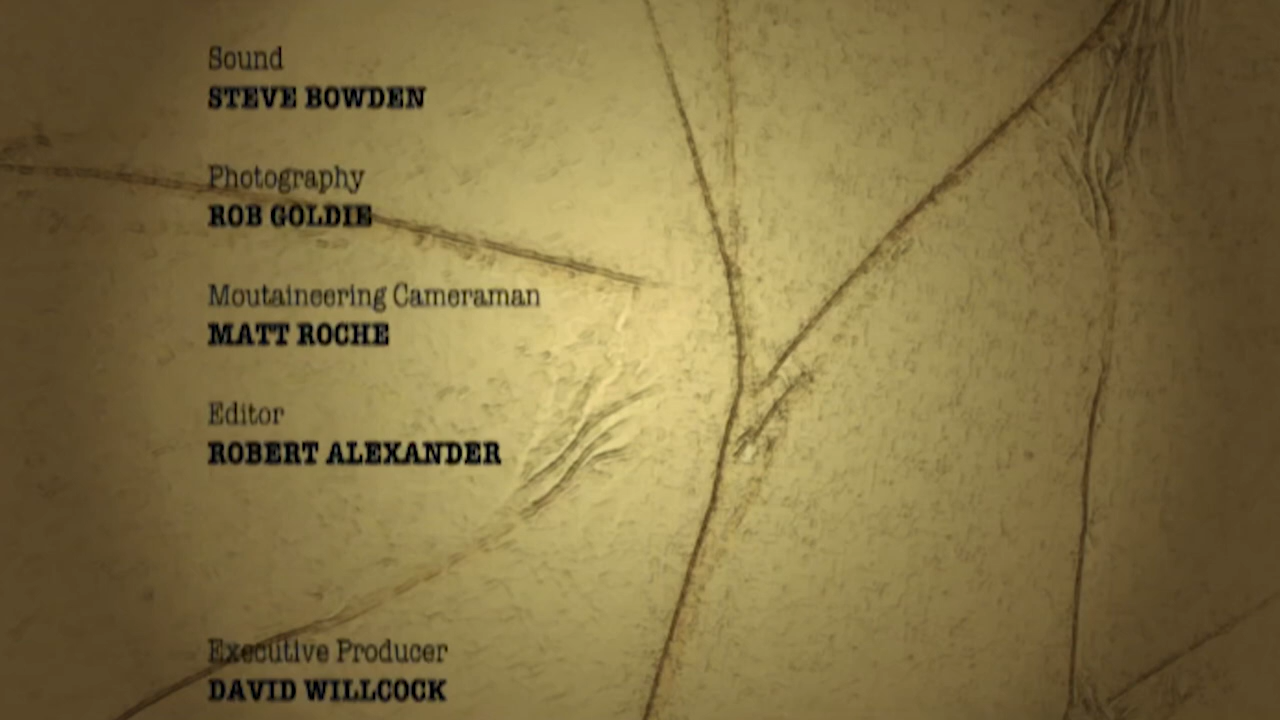 Sound
STEVE BOWDEN
Photography
ROB GOLDIE
Moutaineering Cameraman
MATT ROCHE
Editor
ROBERT ALEXANDER
Executive Producer
DAVID WILLCOCK